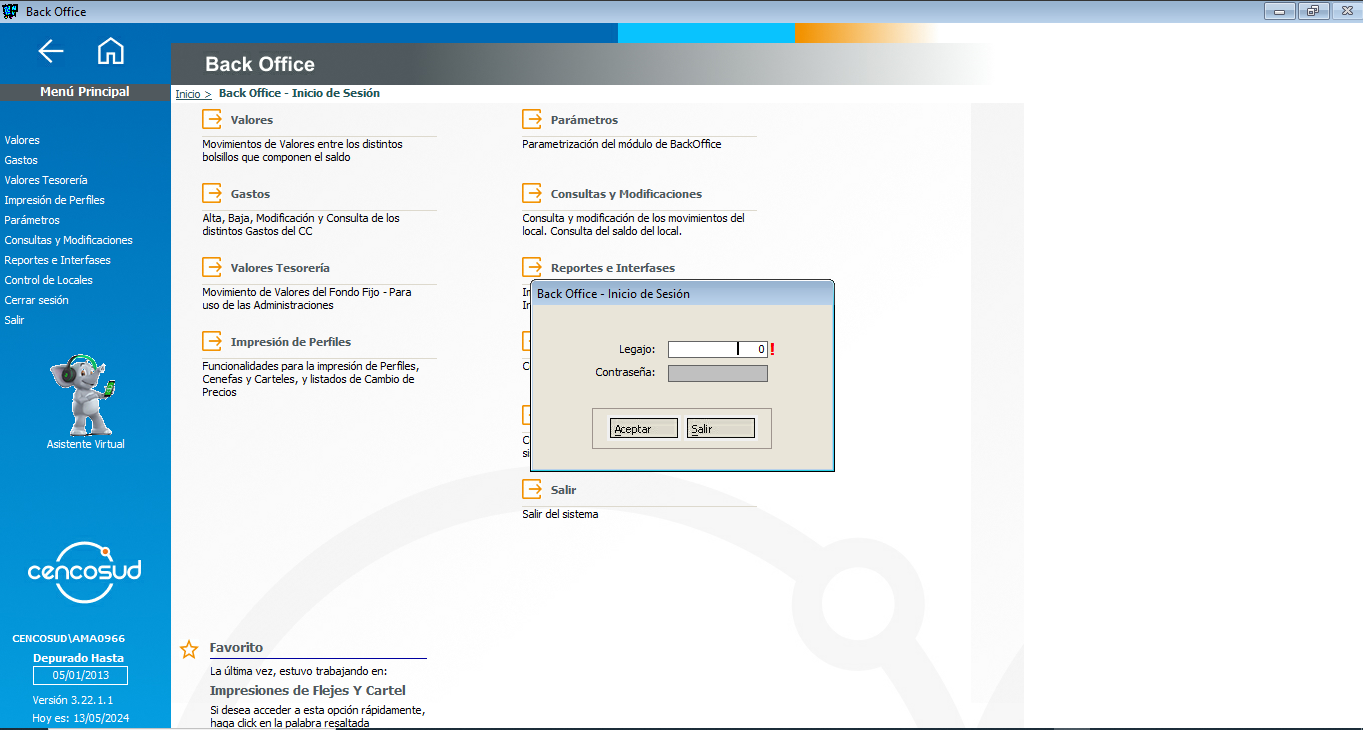 Back Office
Back Office
Menú Principal
Inicio > Back Office - Inicio de Sesión
Valores
Gastos
Valores Tesorería
Impresión de Perfiles
Parámetros
Consultas y Modificaciones
Reportes e Interfases
Control de Locales
Cerrar sesión
Salir
Asistente Virtual
cencosud
CENCOSUD\AMA0966
Depurado Hasta
05/01/2013
Versión 3.22.1.1
Hoy es: 13/05/2024
Valores
Movimientos de Valores entre los distintos
bolsillos que componen el saldo
Gastos
Alta, Baja, Modificación y Consulta de los
distintos Gastos del CC
Valores Tesorería
Movimiento de Valores del Fondo Fijo - Para
uso de las Administraciones
Impresión de Perfiles
Funcionalidades para la impresión de Perfiles,
Cenefas y Carteles, y listados de Cambio de
Precios
Parámetros
Parametrización del módulo de BackOffice
Consultas y Modificaciones
Consulta y modificación de los movimientos del
local. Consulta del saldo del local.
Reportes e Interfases
Back Office - Inicio de Sesión
Legajo: 0 !
Contraseña:
Aceptar Salir
Salir
Salir del sistema
Favorito
La última vez, estuvo trabajando en:
Impresiones de Flejes Y Cartel
Si desea acceder a esta opción rápidamente,
haga click en la palabra resaltada